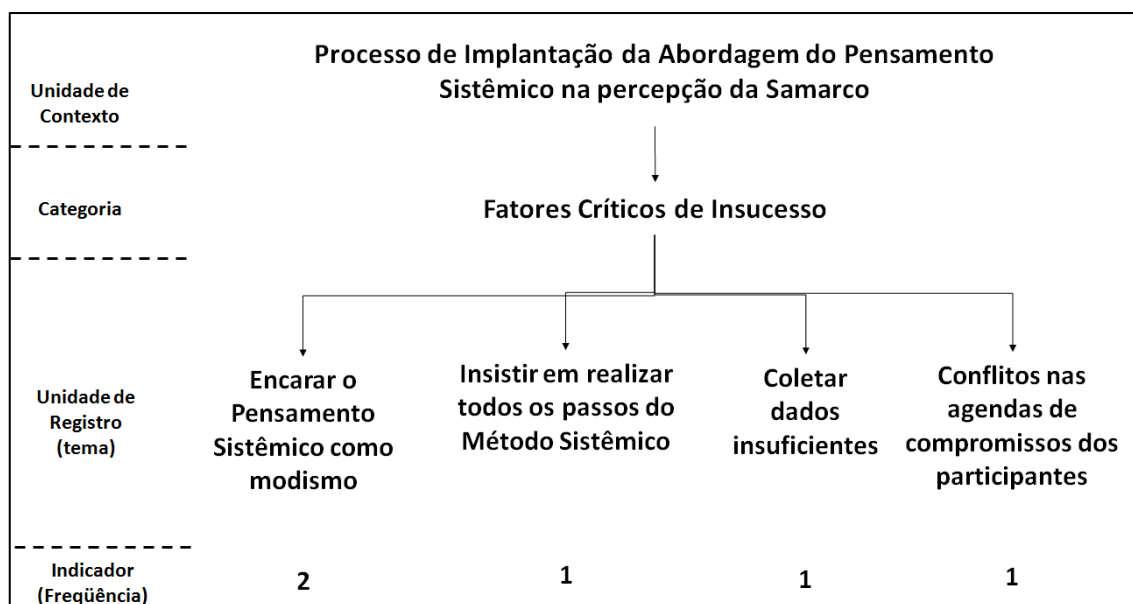 Processo de Implantação da Abordagem do Pensamento
Sistêmico na percepção da Samarco
Unidade de
Contexto
Categoria
Fatores Críticos de Insucesso
Unidade de
Registro
(tema)
Encarar o
Pensamento
Sistêmico como
modismo
Insistir em realizar
todos os passos do
Método Sistêmico
Coletar
dados
insuficientes
Conflitos nas
agendas de
compromissos dos
participantes
Indicador
(Freqüência)
2
1
1
1